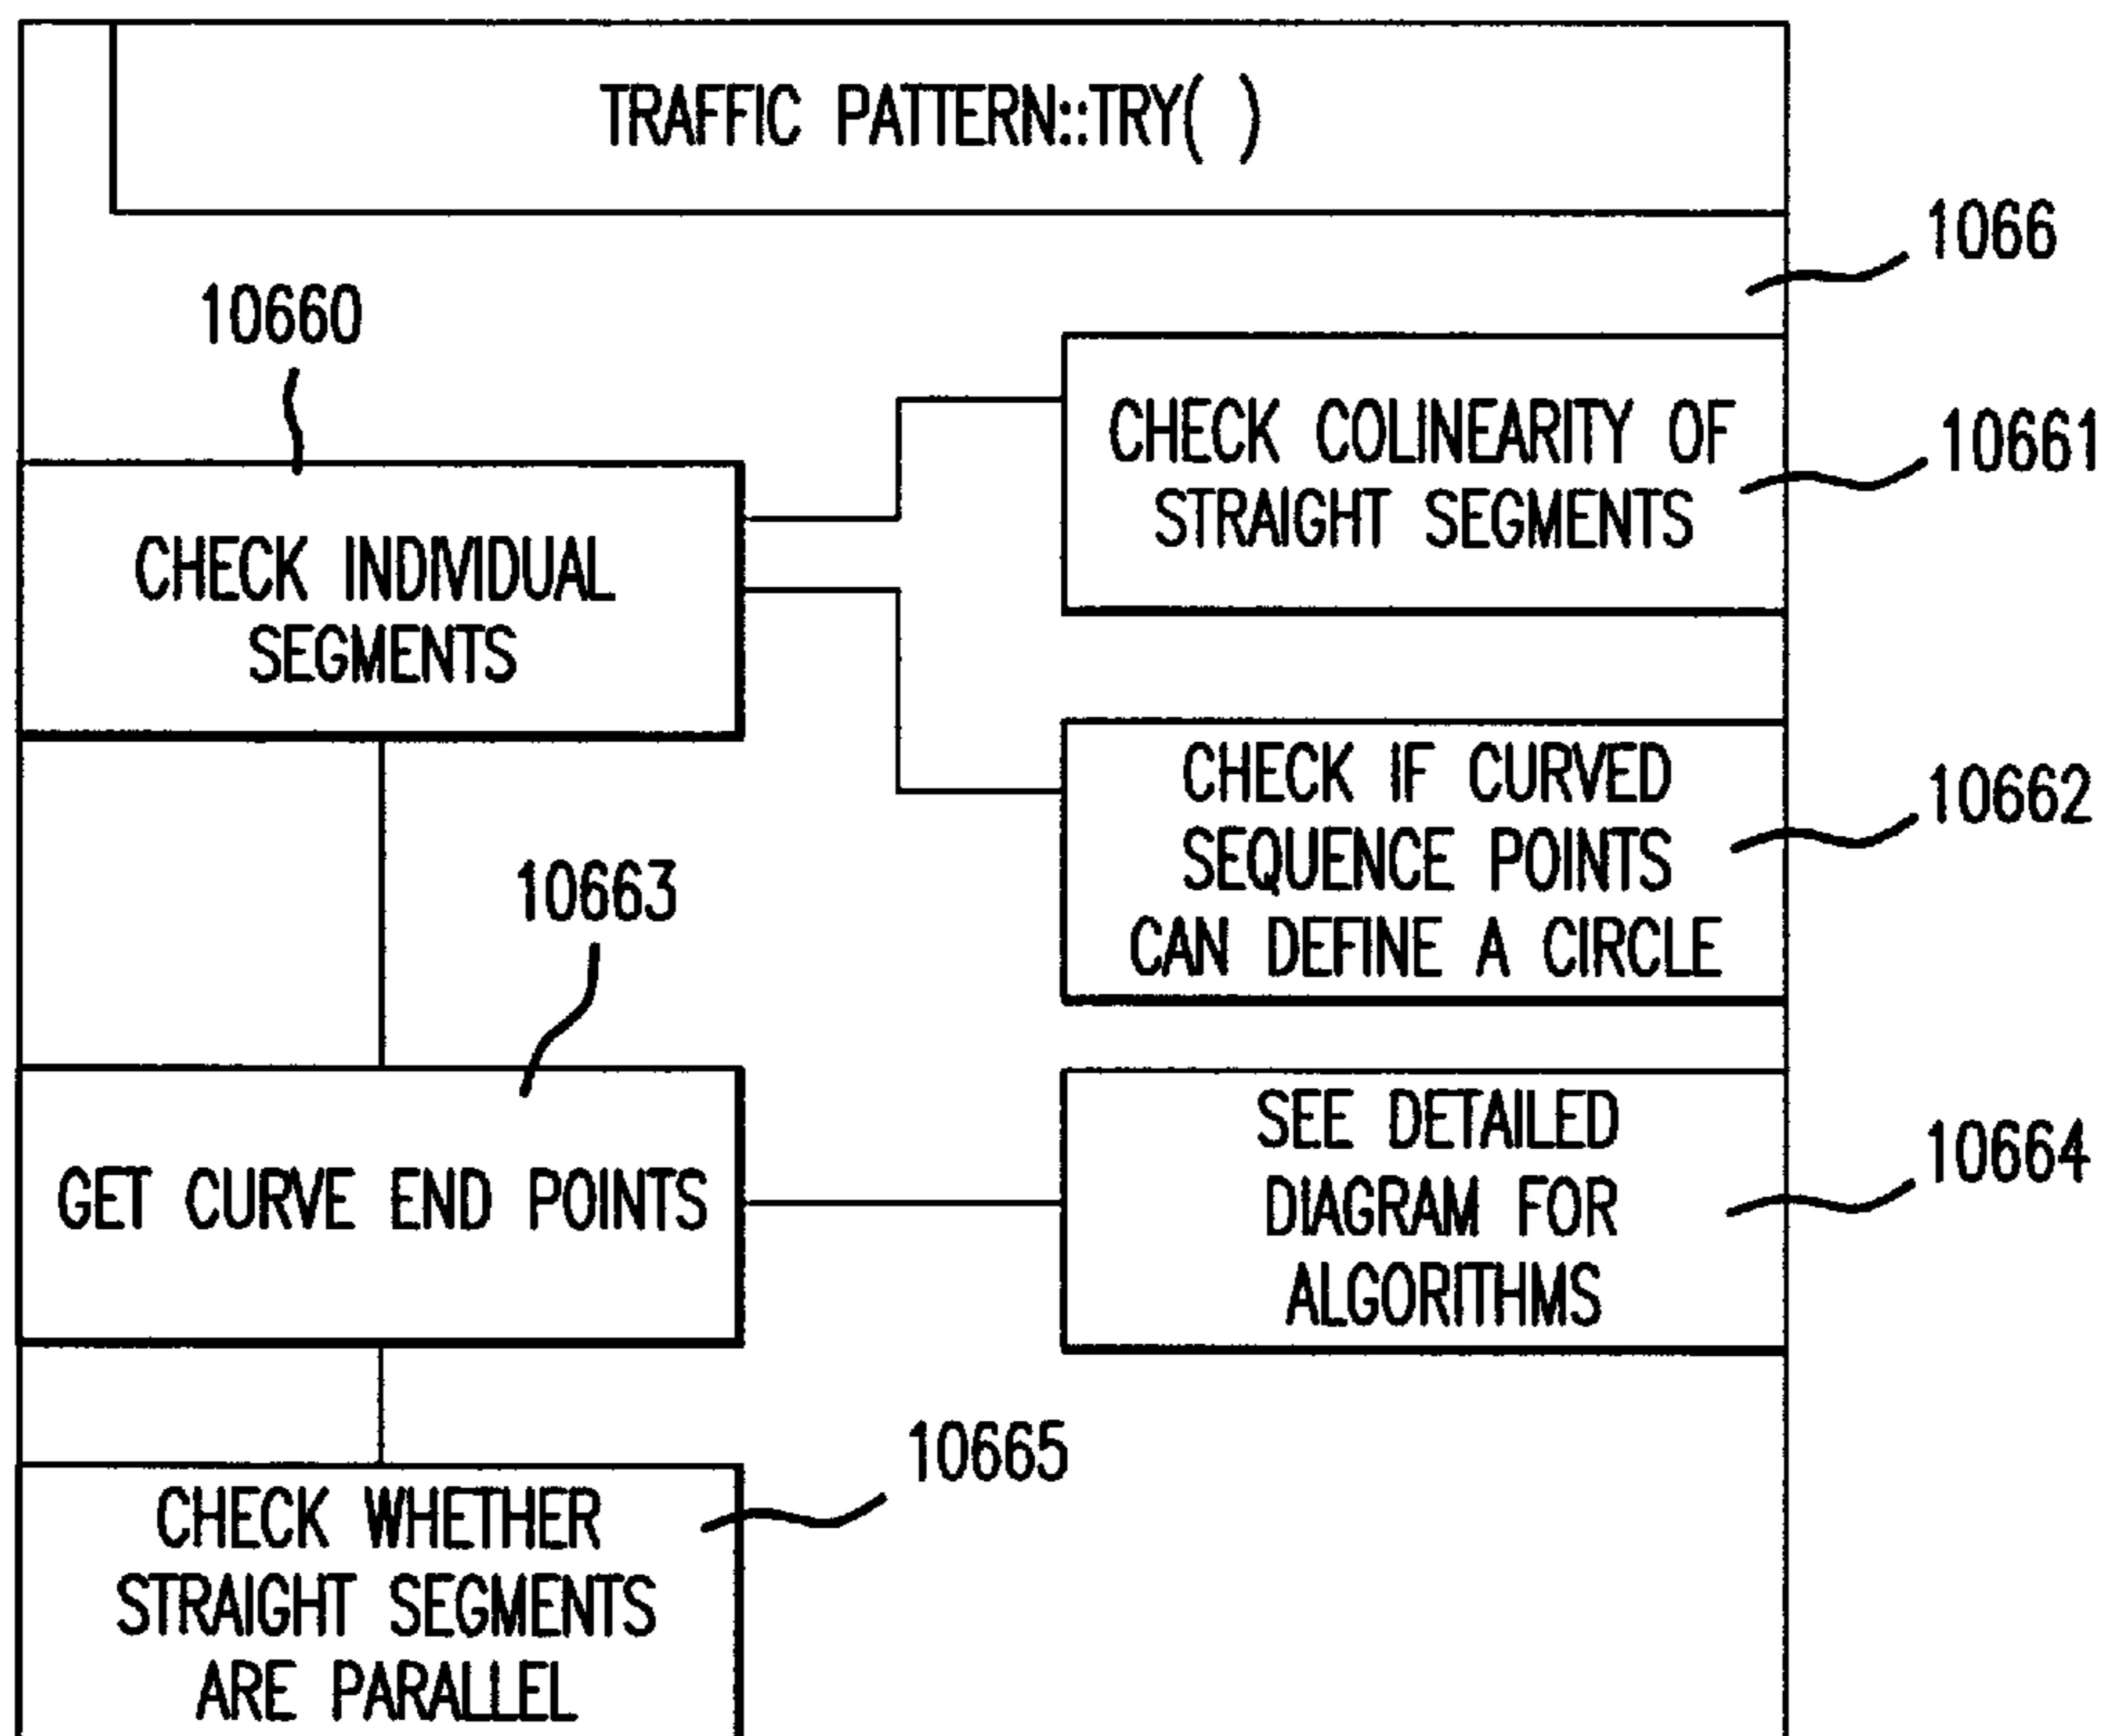 TRAFFIC PATTERN::TRY( )
1066
10660
CHECK COLINEARITY OF
STRAIGHT SEGMENTS
10661
CHECK INDIVIDUAL
SEGMENTS
CHECK IF CURVED
SEQUENCE POINTS
CAN DEFINE A CIRCLE
10662
10663
GET CURVE END POINTS
SEE DETAILED
DIAGRAM FOR
ALGORITHMS
10664
10665
CHECK WHETHER
STRAIGHT SEGMENTS
ARE PARALLEL